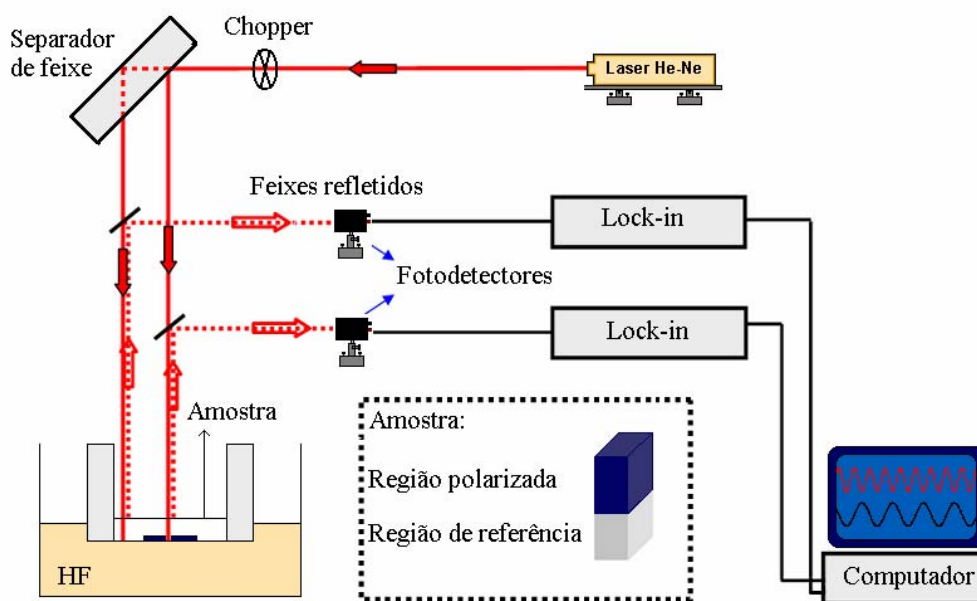 Separador
de feixe
Chopper
Laser He-Ne
Feixes refletidos
Lock-in
Fotodetectores
Lock-in
Amostra
Amostra:
Região polarizada
Região de referência
HF
Computador